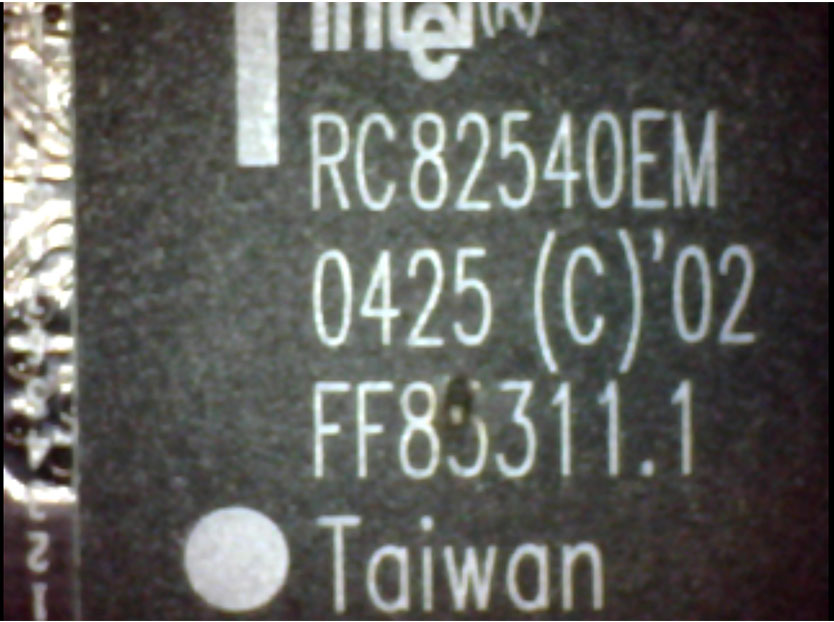 intel(R)
RC82540EM
0425 (C)'02
Taiwan